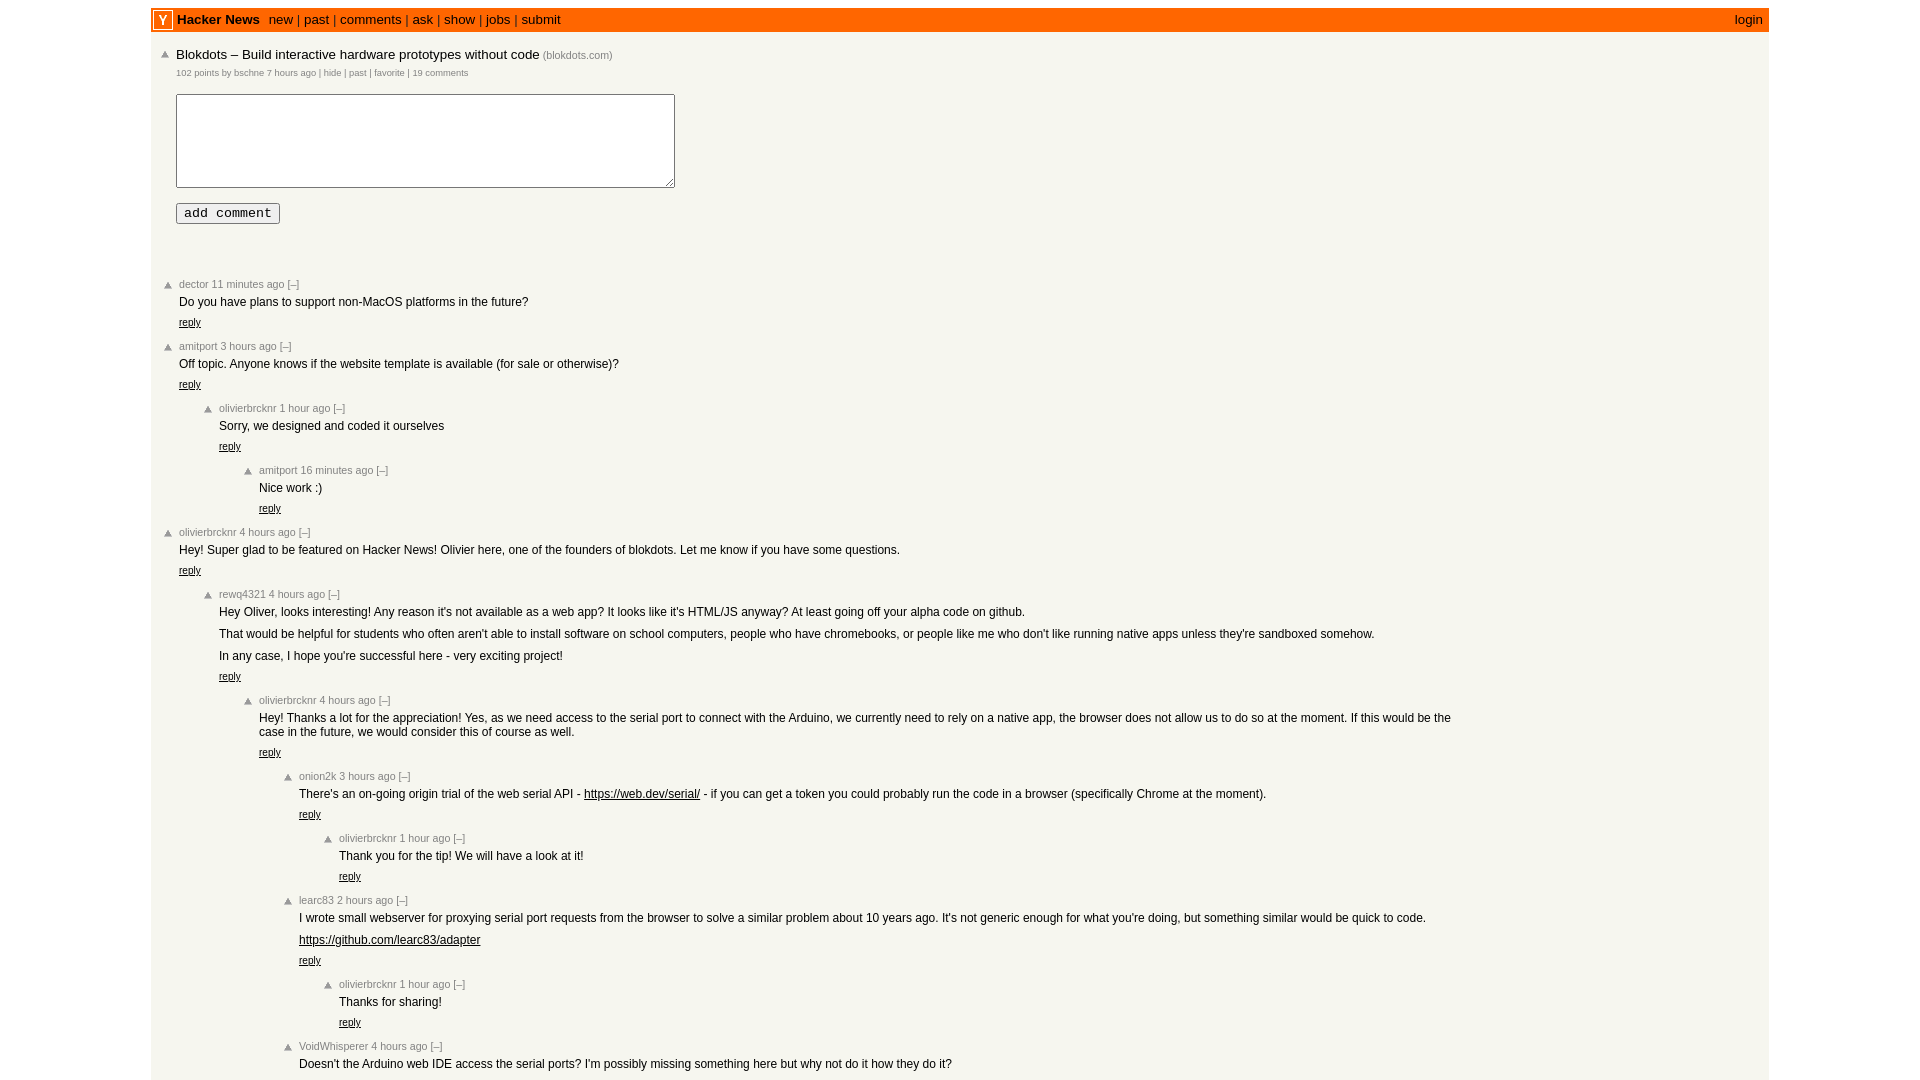 Y Hacker News new | past | comments | ask | show | jobs | submit login
Blokdots – Build interactive hardware prototypes without code (blokdots.com)
102 points by bschne 7 hours ago | hide | past | favorite | 19 comments
add comment
dector 11 minutes ago [–]
Do you have plans to support non-MacOS platforms in the future?
reply
amitport 3 hours ago [–]
Off topic. Anyone knows if the website template is available (for sale or otherwise)?
reply
olivierbrcknr 1 hour ago [–]
Sorry, we designed and coded it ourselves
reply
amitport 16 minutes ago [–]
Nice work :)
reply
olivierbrcknr 4 hours ago [–]
Hey! Super glad to be featured on Hacker News! Olivier here, one of the founders of blokdots. Let me know if you have some questions.
reply
rewq4321 4 hours ago [–]
Hey Oliver, looks interesting! Any reason it's not available as a web app? It looks like it's HTML/JS anyway? At least going off your alpha code on github.
That would be helpful for students who often aren't able to install software on school computers, people who have chromebooks, or people like me who don't like running native apps unless they're sandboxed somehow.
In any case, I hope you're successful here - very exciting project!
reply
olivierbrcknr 4 hours ago [–]
Hey! Thanks a lot for the appreciation! Yes, as we need access to the serial port to connect with the Arduino, we currently need to rely on a native app, the browser does not allow us to do so at the moment. If this would be the
case in the future, we would consider this of course as well.
reply
onion2k 3 hours ago [–]
There's an on-going origin trial of the web serial API - https://web.dev/serial/ - if you can get a token you could probably run the code in a browser (specifically Chrome at the moment).
reply
olivierbrcknr 1 hour ago [–]
Thank you for the tip! We will have a look at it!
reply
learc83 2 hours ago [–]
I wrote small webserver for proxying serial port requests from the browser to solve a similar problem about 10 years ago. It's not generic enough for what you're doing, but something similar would be quick to code.
https://github.com/learc83/adapter
reply
olivierbrcknr 1 hour ago [–]
Thanks for sharing!
reply
VoidWhisperer 4 hours ago [–]
Doesn't the Arduino web IDE access the serial ports? I'm possibly missing something here but why not do it how they do it?